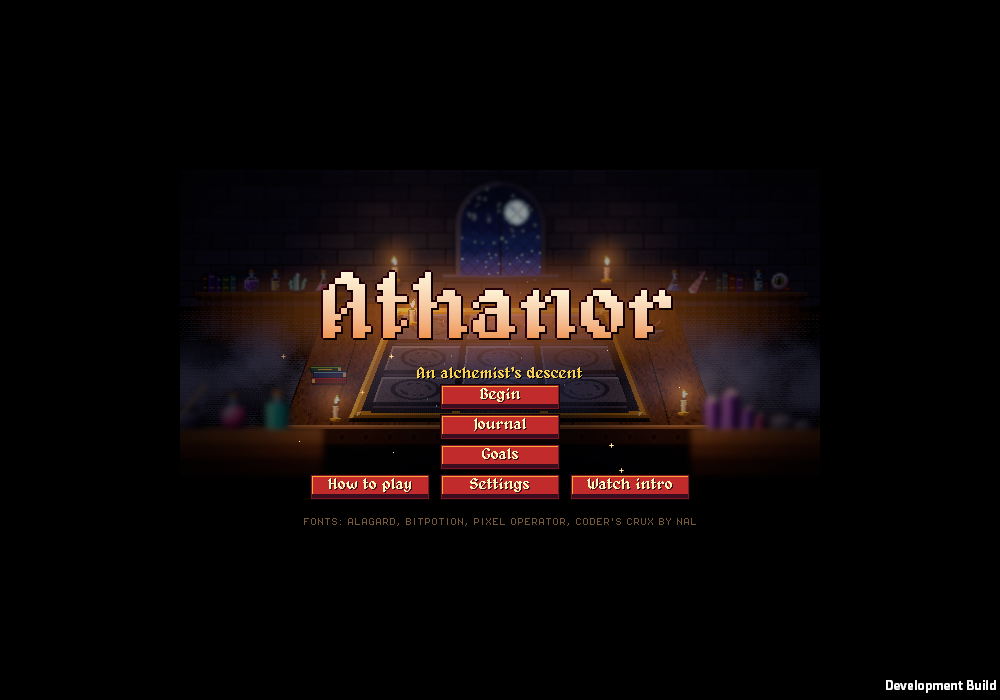 Athanor
An alchemist's descent
Begin
Journal
Goals
How to play
Settings
Watch intro
FONTS: ALAGARD, BITPOTION, PIXEL OPERATOR, CODER'S CRUX BY NAL
Development Build